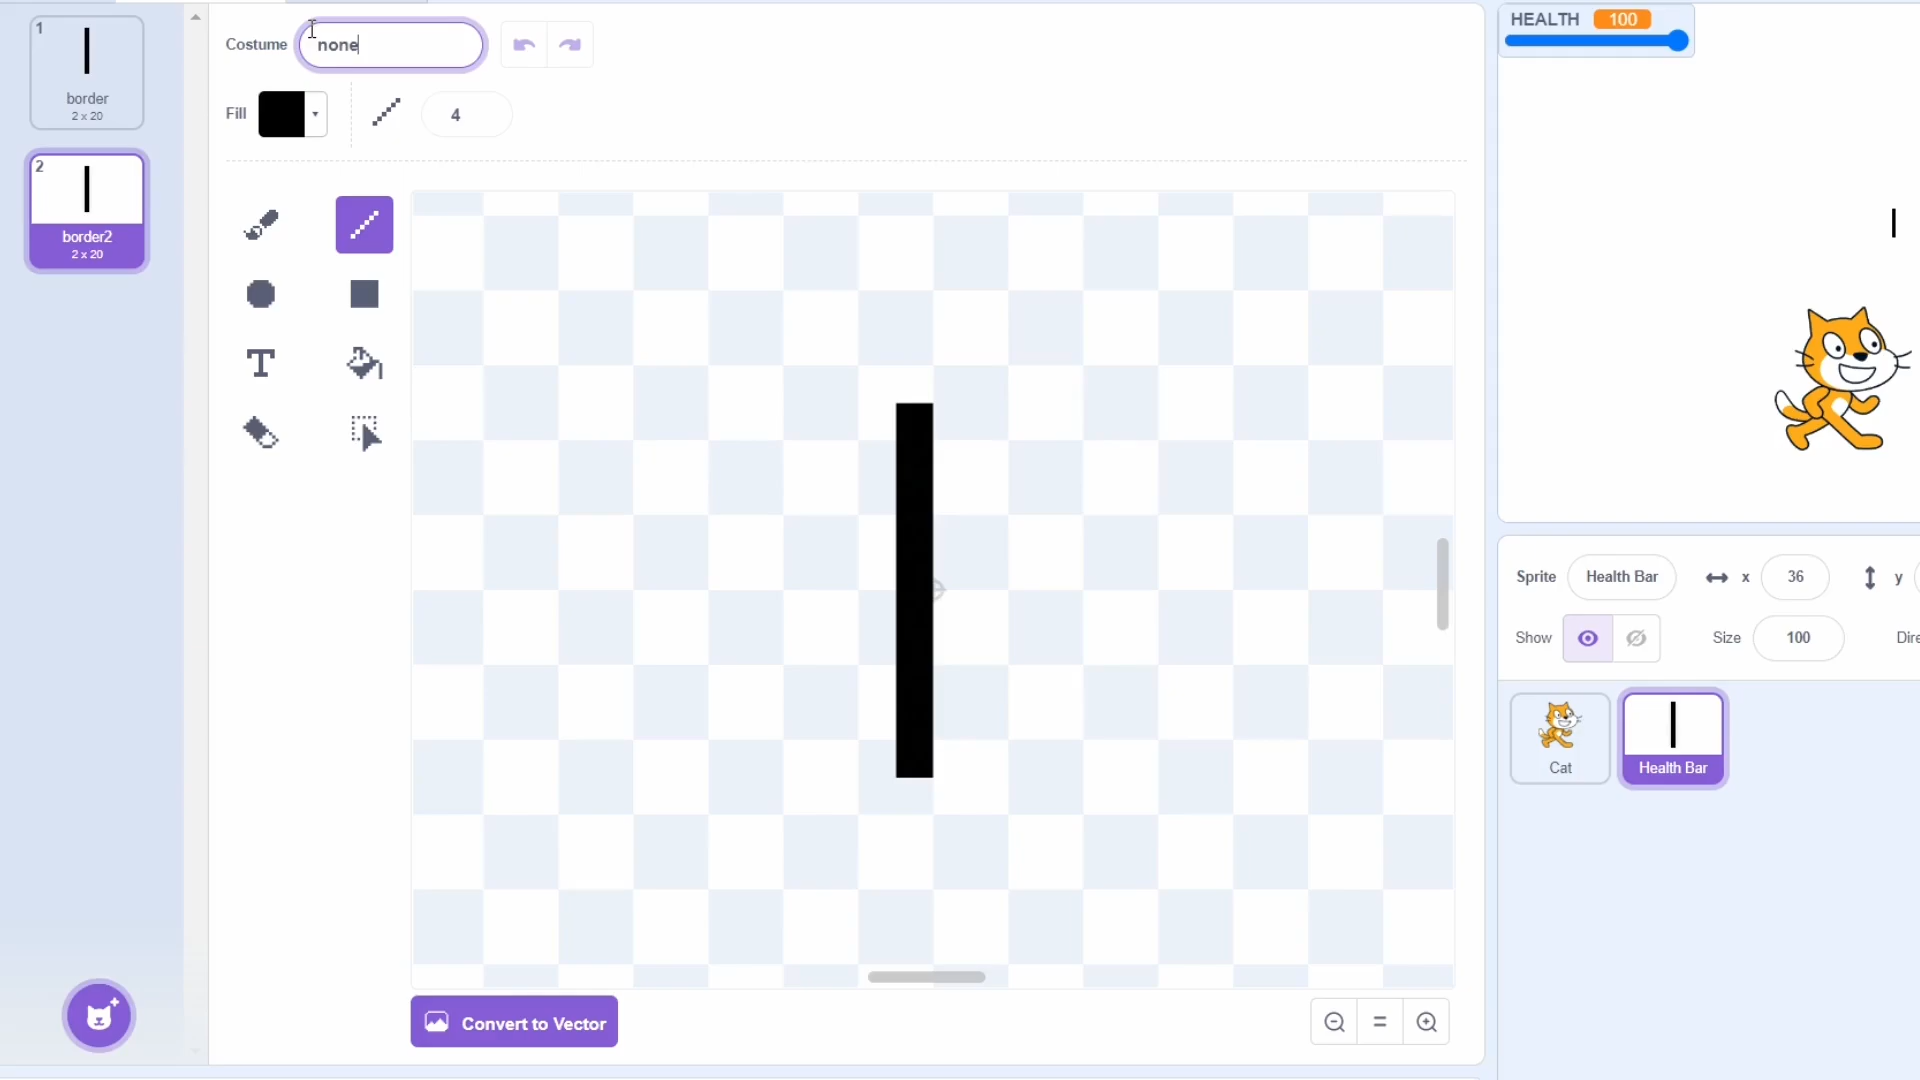 1
border
2 x 20
2
border2
2 x 20
Costume
none
Fill
4
T
Convert to Vector
HEALTH 100
Sprite
Health Bar
x
36
y
Show
Size
100
Dire
Cat
Health Bar